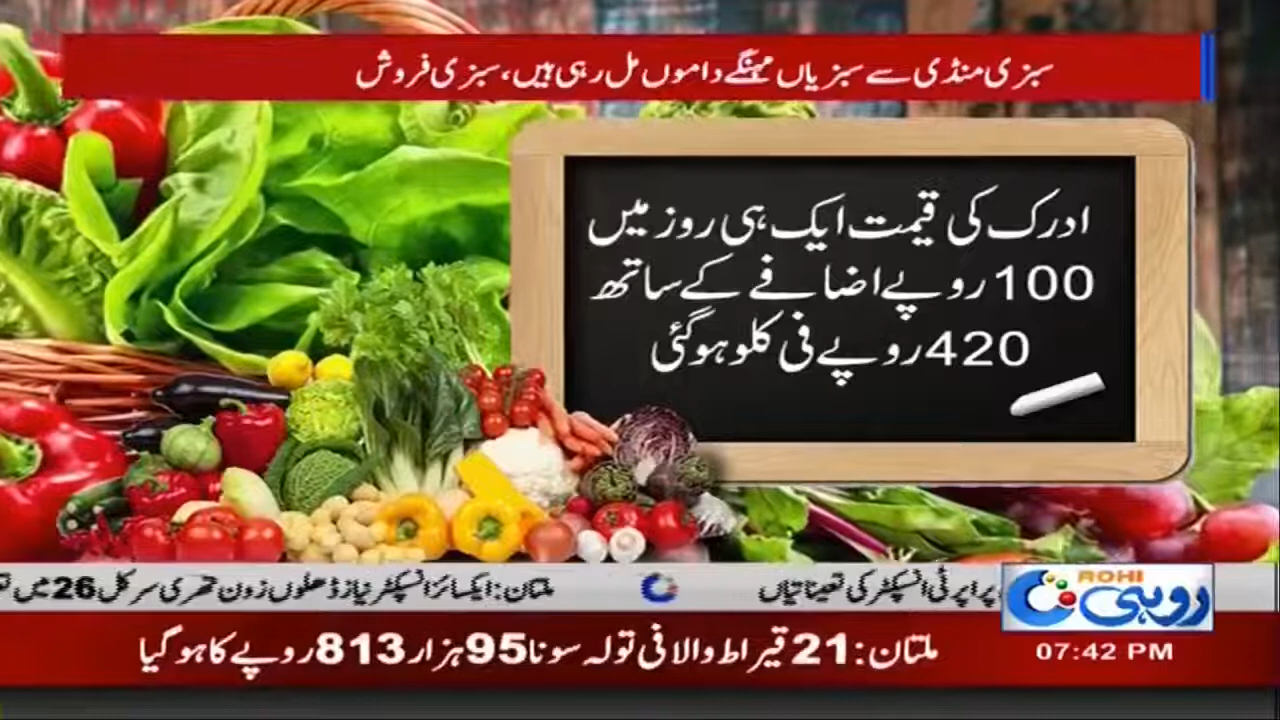 سبزی منڈی سے سبزیاں مہنگے داموں مل رہی ہیں، سبزی فروش
ادرک کی قیمت ایک ہی روز میں
100 روپے اضافے کے ساتھ
420 روپے فی کلو ہوگئی
پراپرٹی انسپکٹر کی تعیناتیاں
ملتان: ایکسائز انسپکٹر نیاز ڈھلوں زون تھری سرکل 26 میں
ROHI
روہی
ملتان: 21 قیراط والا فی تولہ سونا 95 ہزار 813 روپے کا ہو گیا
07:42 PM